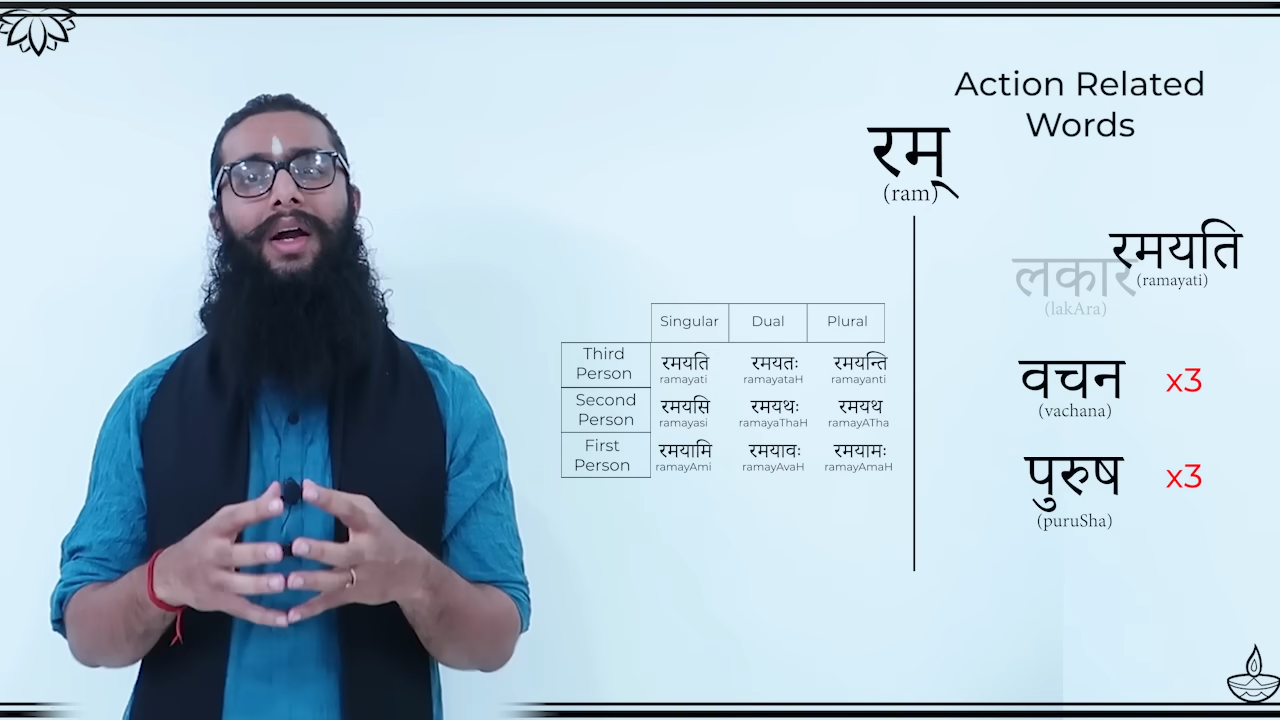 Action Related
Words
रम्
(ram)
रमयति
(ramayati)
लकार
(lakAra)
Singular Dual Plural
Third Person रमयति रमयतः रमयन्ति
ramayati ramayataH ramayanti
Second Person रमयसि रमयथः रमयथ
ramayasi ramayaThaH ramayATha
First Person रमयामि रमयावः रमयामः
ramayAmi ramayAvaH ramayAmaH
वचन x3
(vachana)
पुरुष x3
(puruSha)